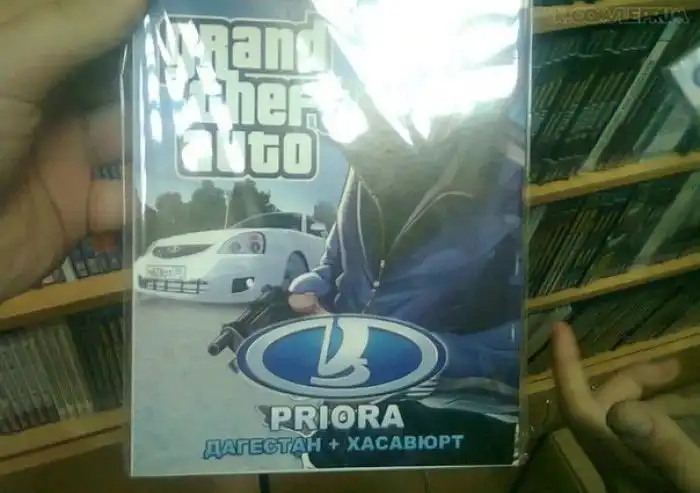 GRand
theft
auto
PRIORA
ДАГЕСТАН + ХАСАВЮРТ